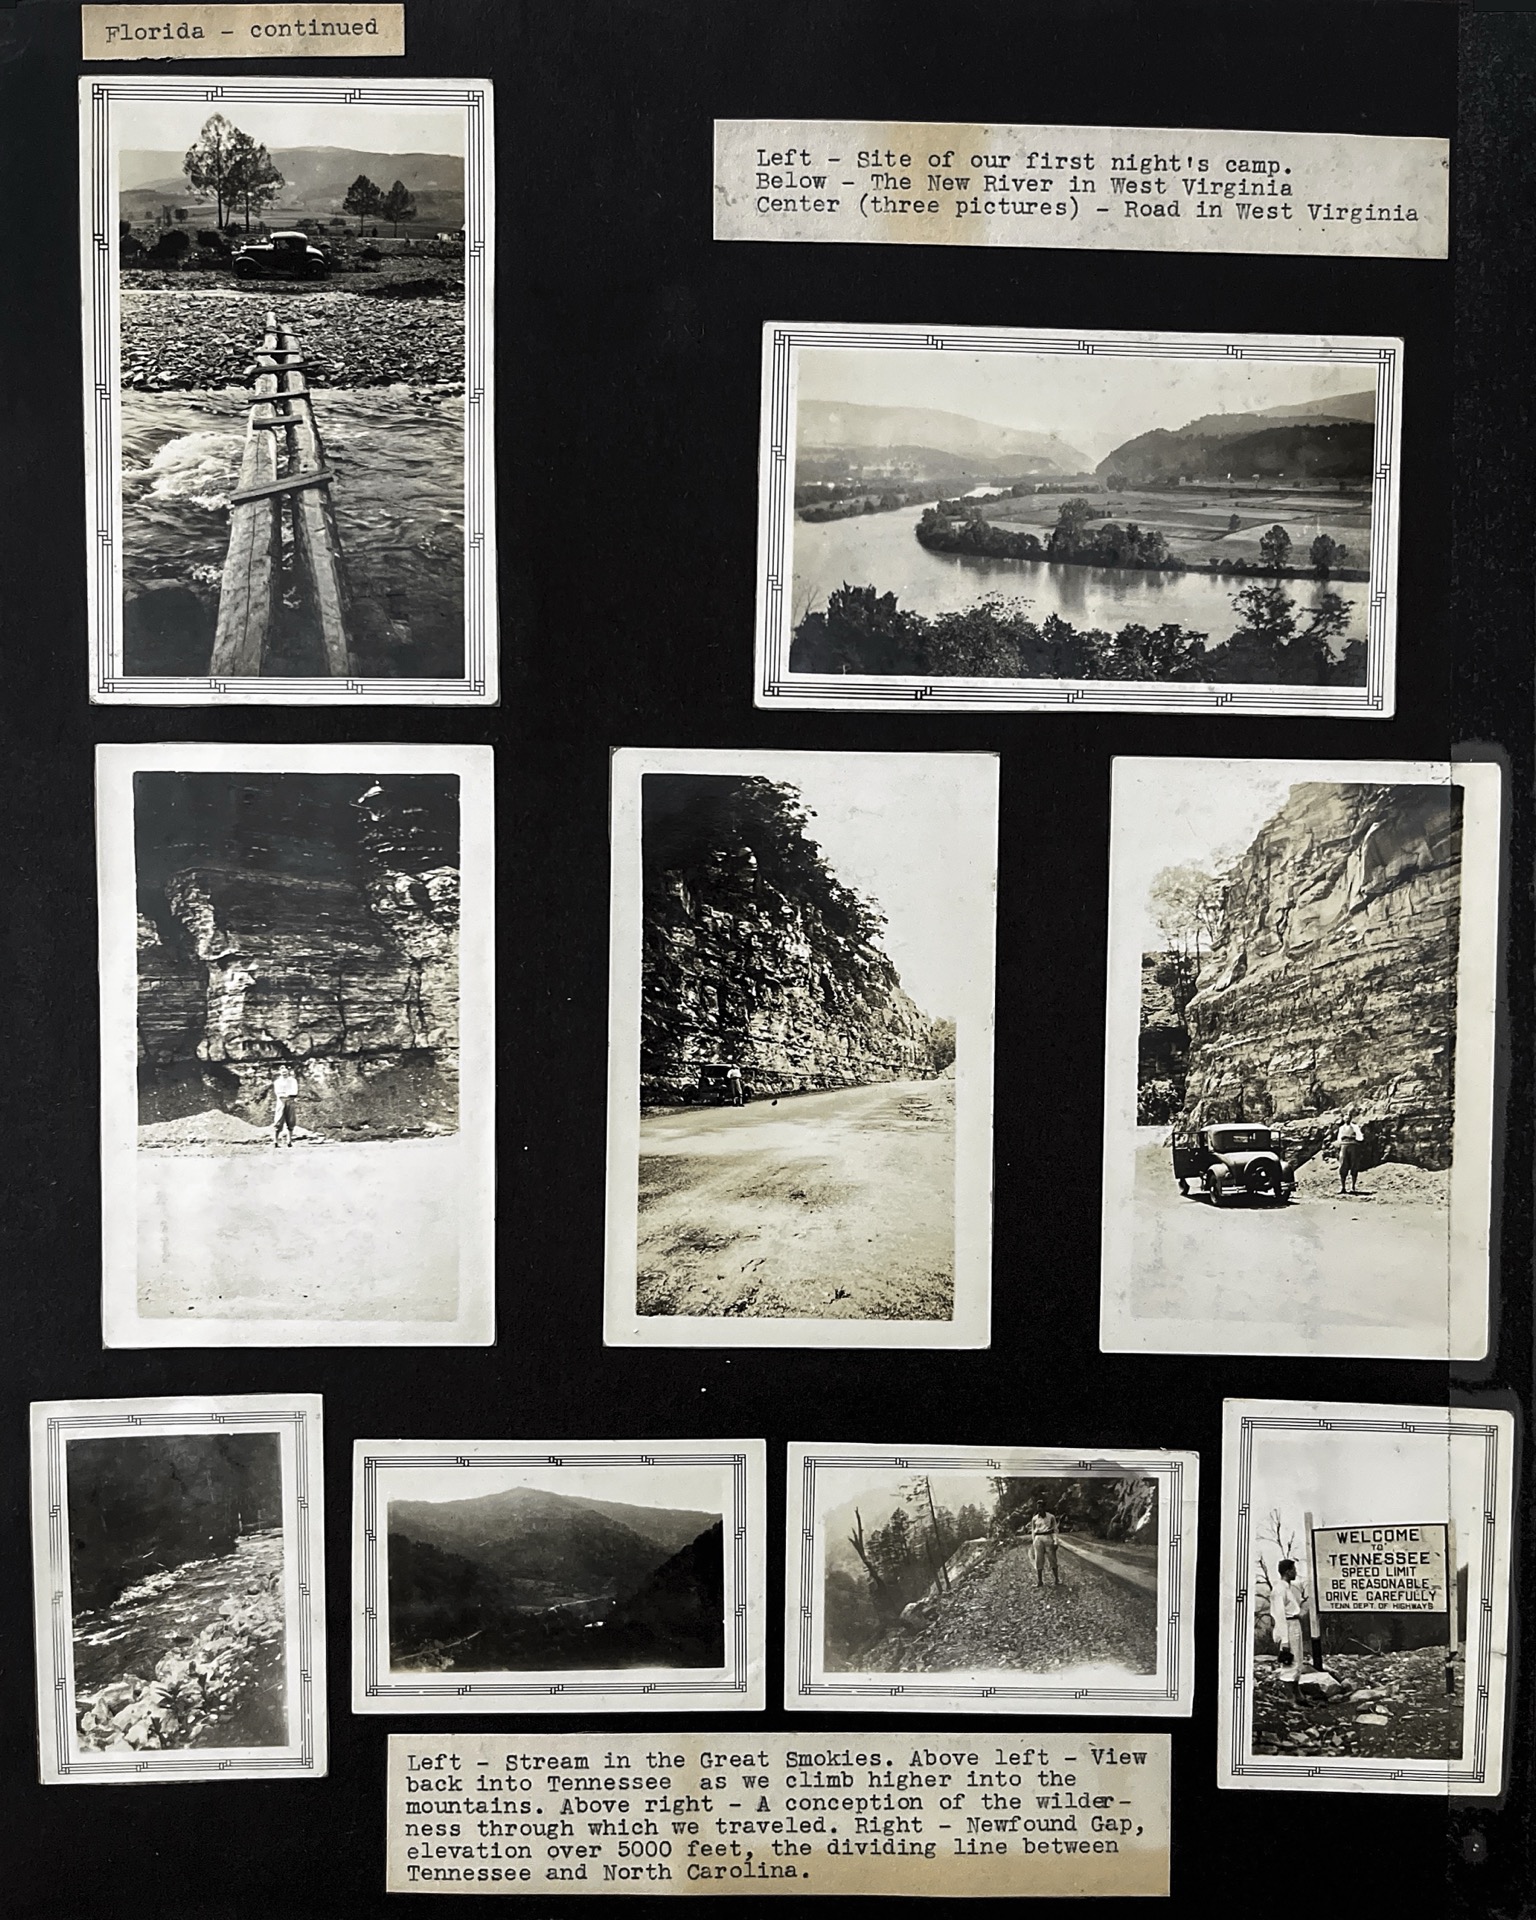 Florida - continued
Left - Site of our first night's camp.
Below - The New River in West Virginia
Center (three pictures) - Road in West Virginia
WELCOME
TO
TENNESSEE
SPEED LIMIT
BE REASONABLE
DRIVE CAREFULLY
TENN. DEPT. OF HIGHWAYS
Left - Stream in the Great Smokies. Above left - View
back into Tennessee as we climb higher into the
mountains. Above right - A conception of the wilder-
ness through which we traveled. Right - Newfound Gap,
elevation over 5000 feet, the dividing line between
Tennessee and North Carolina.